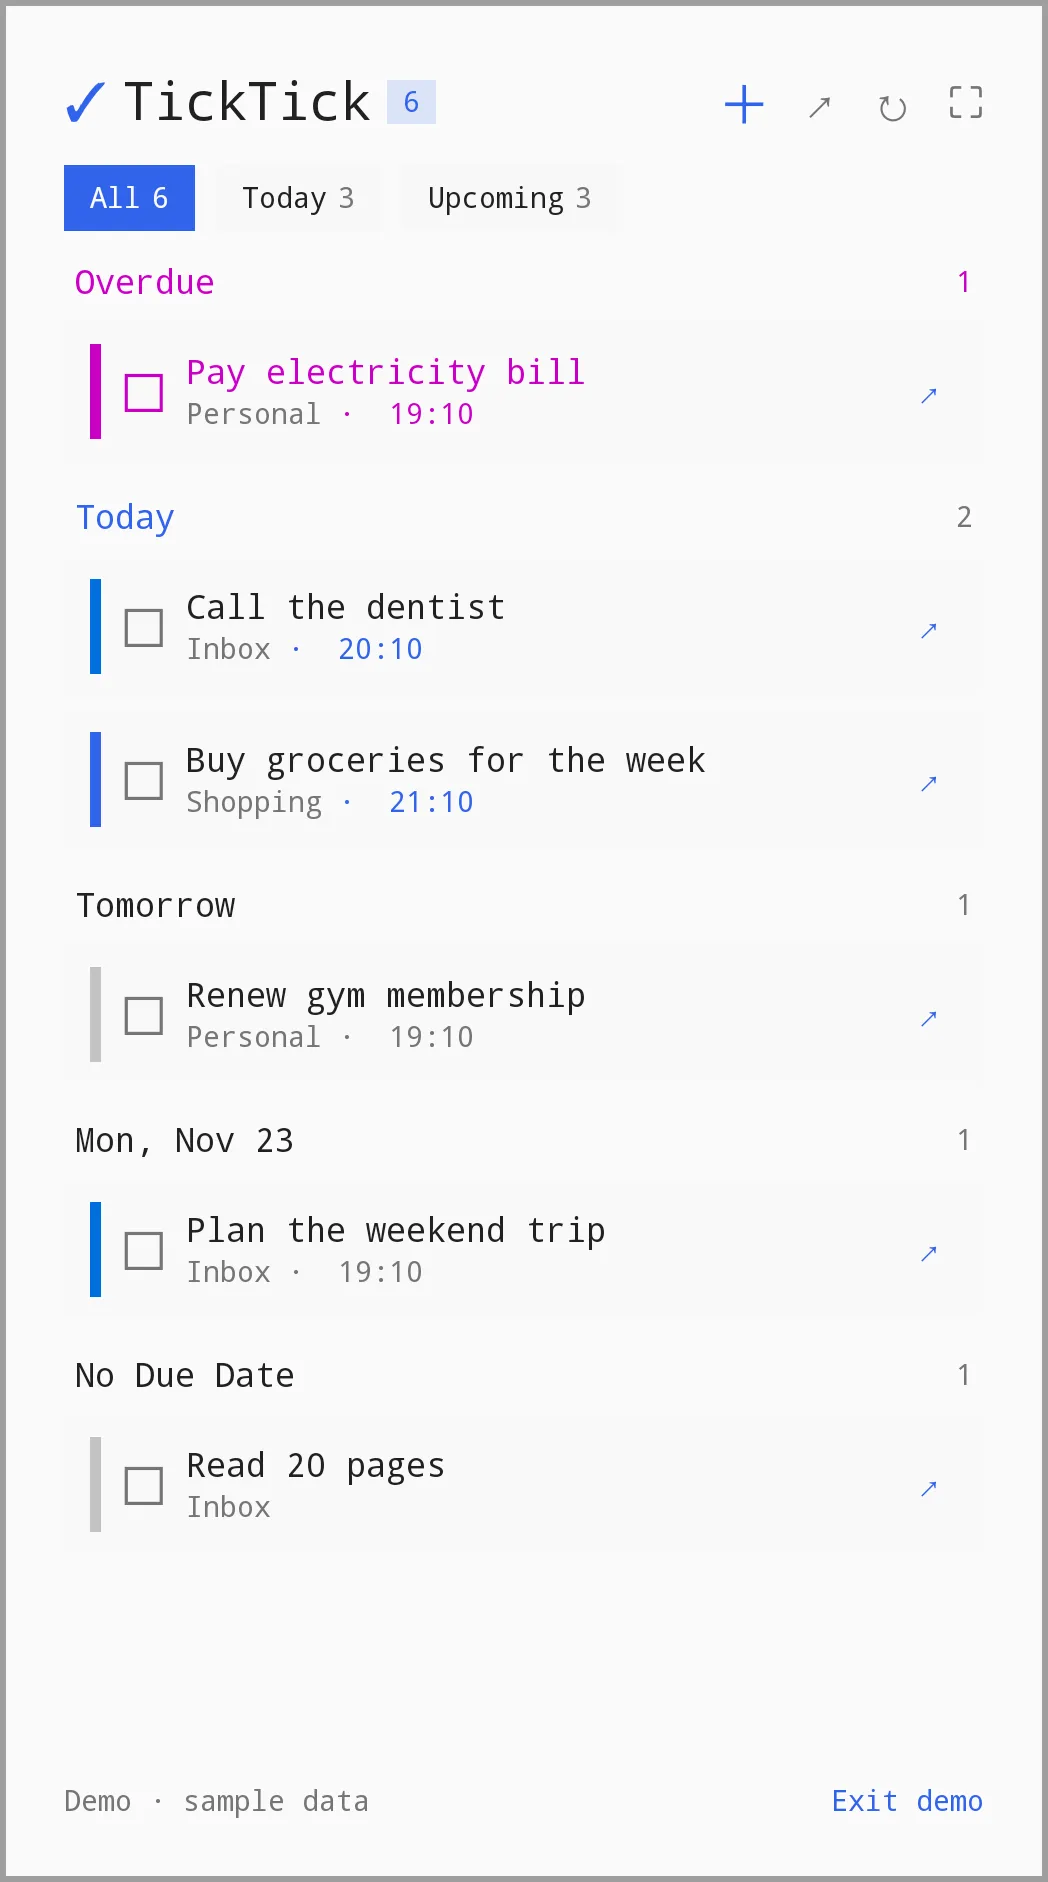 ✓ TickTick 6
All 6 Today 3 Upcoming 3
Overdue 1
Pay electricity bill
Personal · 19:10
Today 2
Call the dentist
Inbox · 20:10
Buy groceries for the week
Shopping · 21:10
Tomorrow 1
Renew gym membership
Personal · 19:10
Mon, Nov 23 1
Plan the weekend trip
Inbox · 19:10
No Due Date 1
Read 20 pages
Inbox
Demo · sample data Exit demo